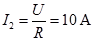 I₂ = U/R = 10 A